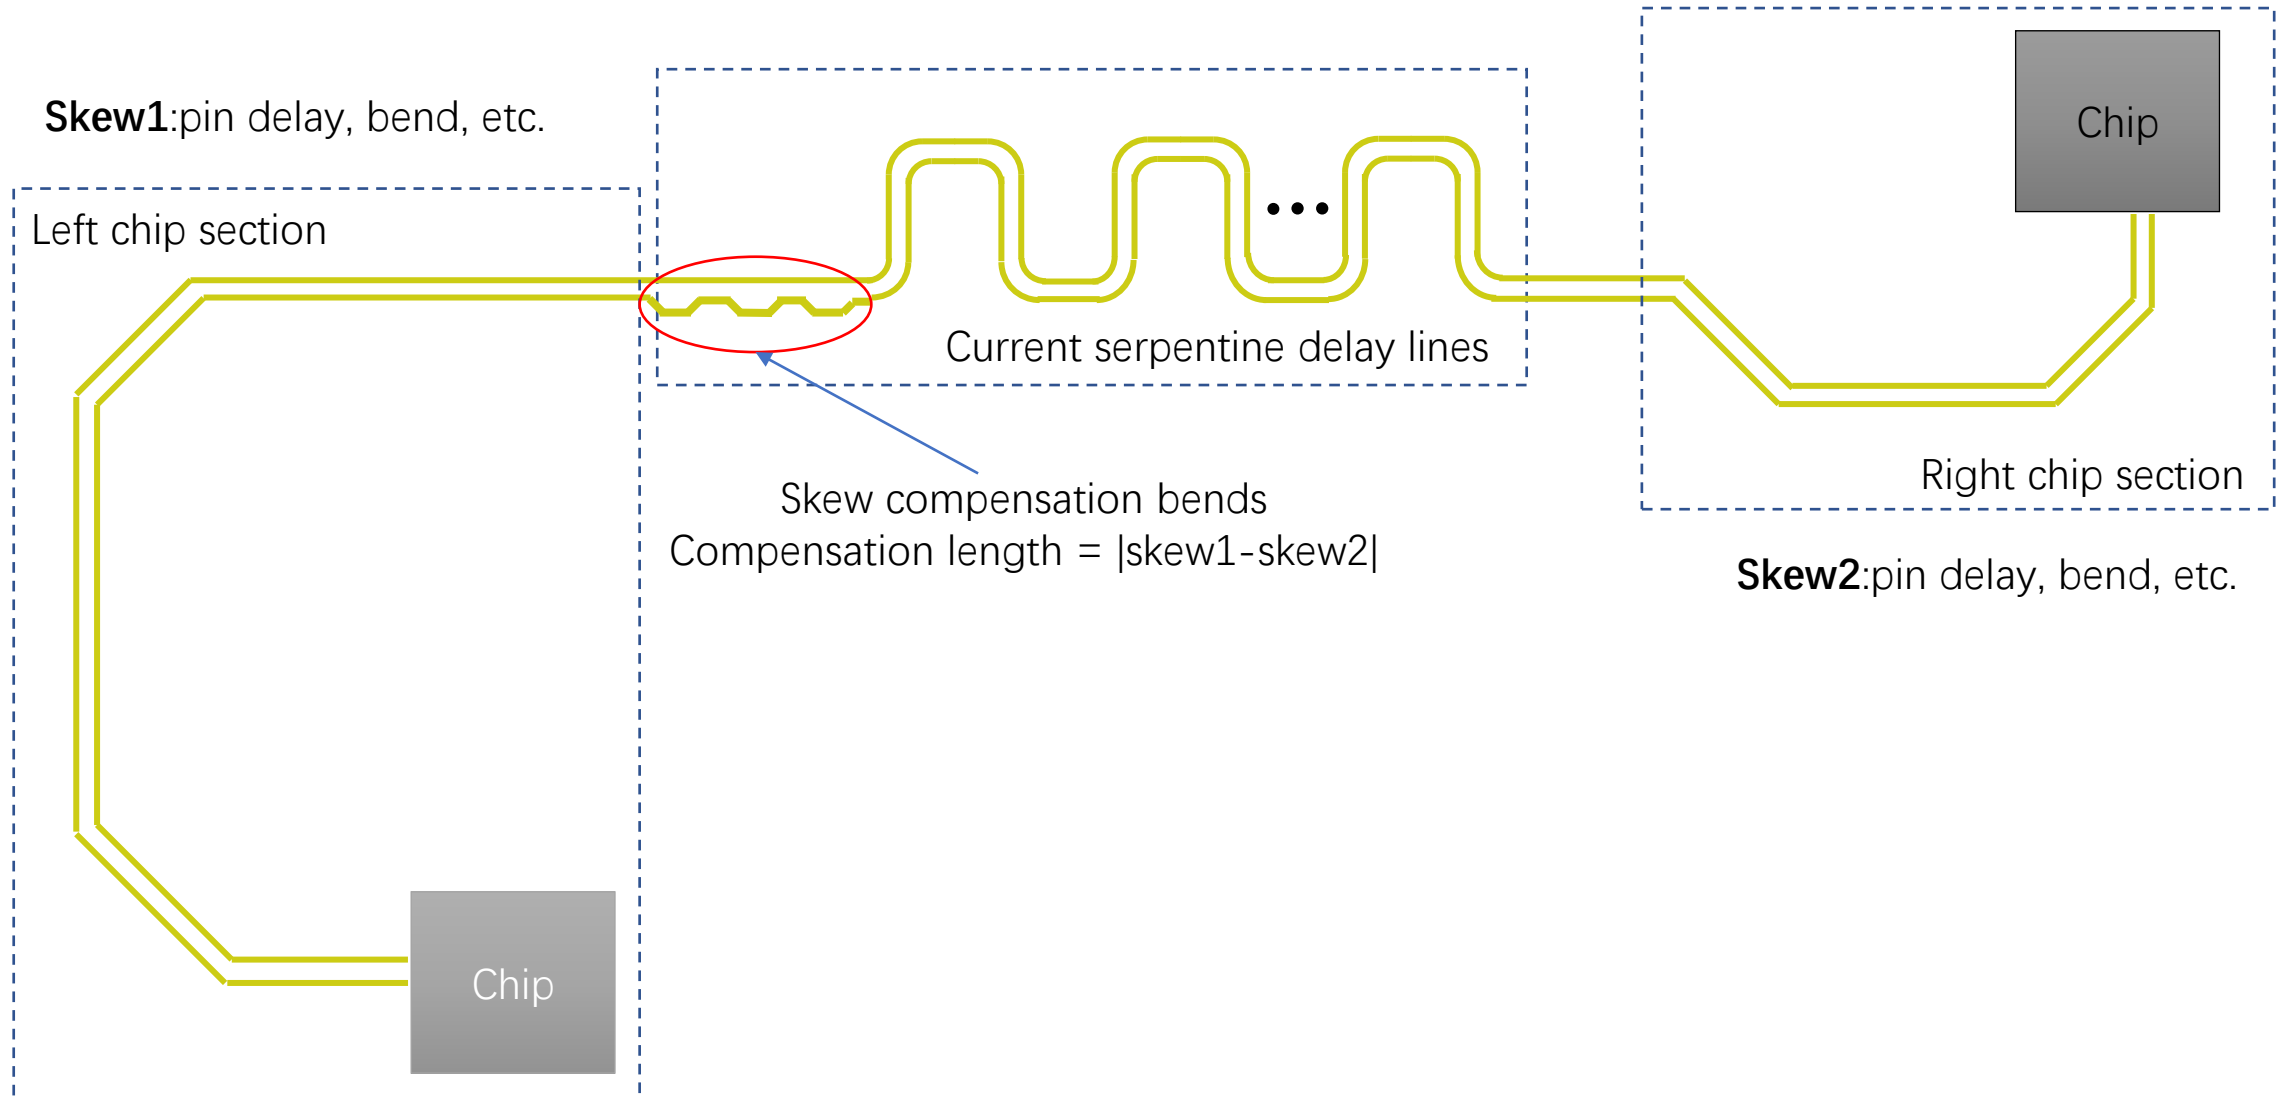 Skew1:pin delay, bend, etc.
Left chip section
Chip
Current serpentine delay lines
Skew compensation bends
Compensation length = |skew1-skew2|
Chip
Right chip section
Skew2:pin delay, bend, etc.